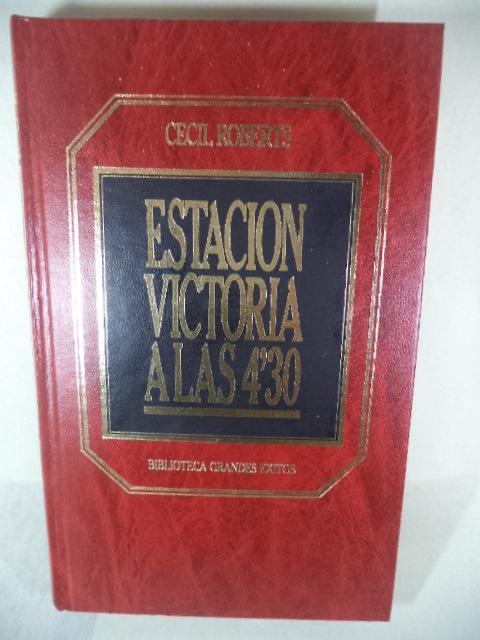 CECIL ROBERTS
ESTACION
VICTORIA
A LAS 4'30
BIBLIOTECA GRANDES EXITOS